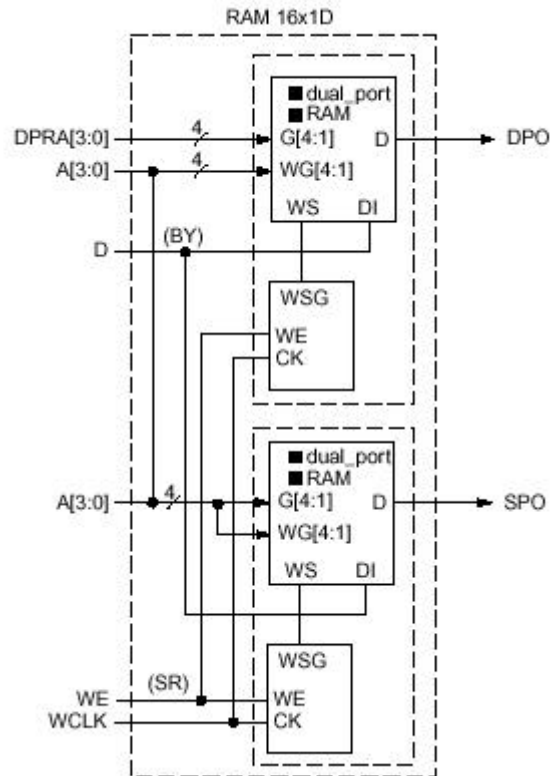 RAM 16x1D
dual_port
RAM
DPRA[3:0]
4
G[4:1]
D
DPO
A[3:0]
4
WG[4:1]
WS
DI
D
(BY)
WSG
WE
CK
dual_port
RAM
A[3:0]
4
G[4:1]
D
SPO
WG[4:1]
WS
DI
WSG
WE
(SR)
WE
WCLK
CK